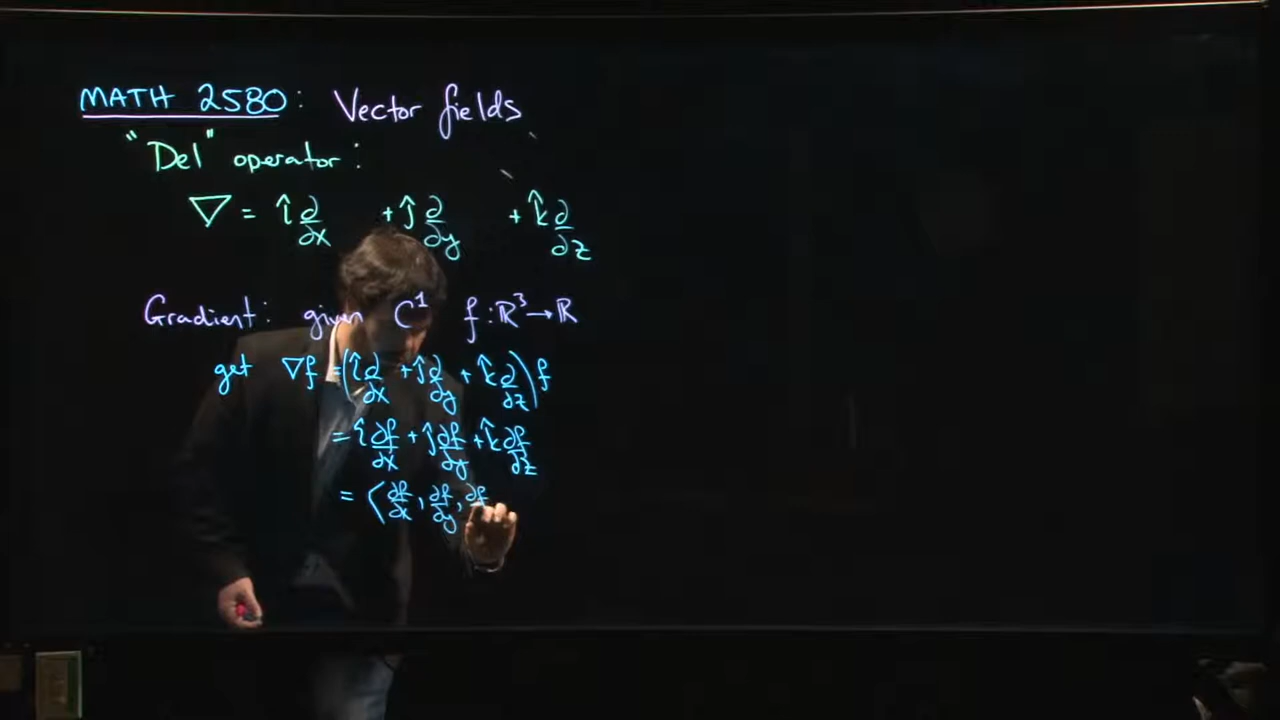 MATH 2580: Vector fields
"Del" operator:
∇ = î ∂/∂x + ĵ ∂/∂y + k̂ ∂/∂z
Gradient: given C¹ f: ℝ³ → ℝ
get ∇f = (î ∂/∂x + ĵ ∂/∂y + k̂ ∂/∂z) f
= î ∂f/∂x + ĵ ∂f/∂y + k̂ ∂f/∂z
= ⟨∂f/∂x, ∂f/∂y, ∂f